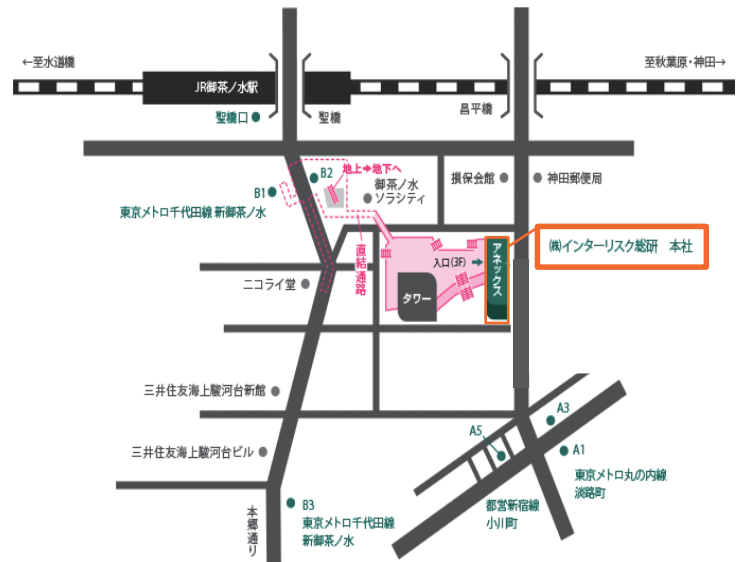 ←至水道橋
至秋葉原・神田→
JR御茶ノ水駅
聖橋口
聖橋
昌平橋
B2
地上→地下へ
B1
東京メトロ千代田線 新御茶ノ水
御茶ノ水
ソラシティ
損保会館
神田郵便局
直結通路
入口(3F)
アネックス
㈱インターリスク総研 本社
ニコライ堂
タワー
三井住友海上駿河台新館
A3
A5
A1
三井住友海上駿河台ビル
東京メトロ丸の内線
淡路町
B3
東京メトロ千代田線
新御茶ノ水
都営新宿線
小川町
本郷通り